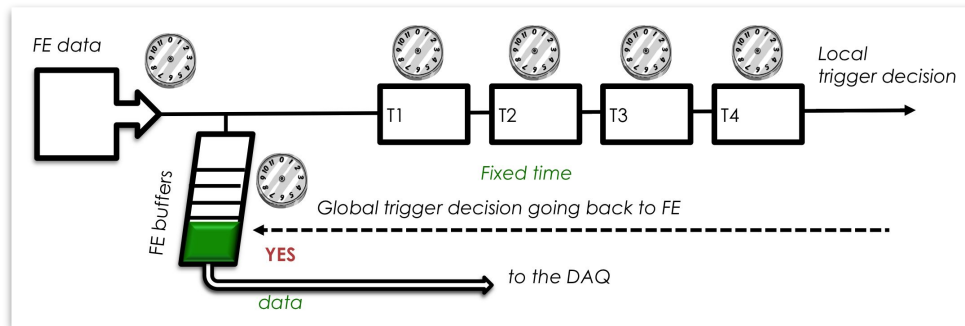 FE data
Local
trigger decision
T1
T2
T3
T4
Fixed time
FE buffers
Global trigger decision going back to FE
YES
to the DAQ
data